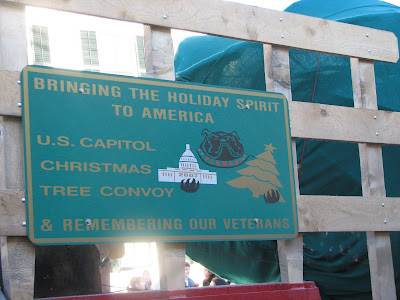 BRINGING THE HOLIDAY SPIRIT
TO AMERICA
U.S. CAPITOL
CHRISTMAS
TREE CONVOY
& REMEMBERING OUR VETERANS